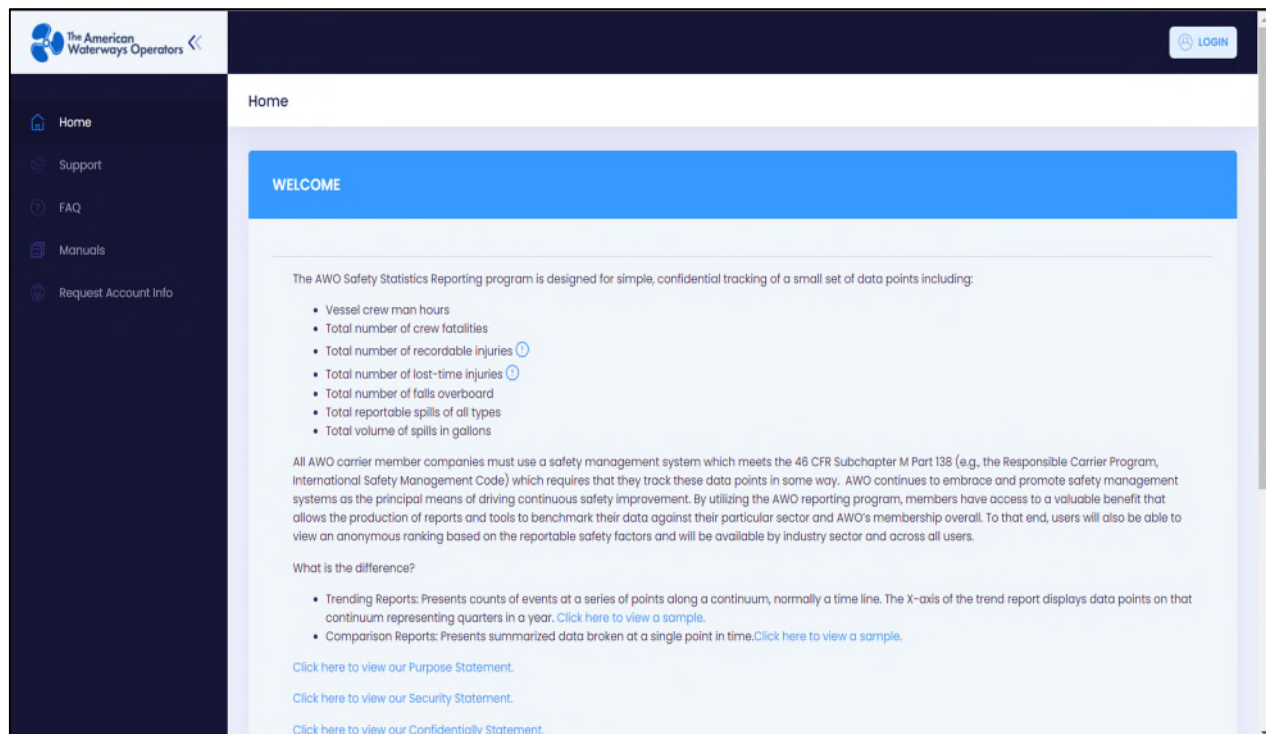 The American
Waterways Operators
LOGIN
Home
Home
Support
FAQ
Manuals
Request Account Info
WELCOME
The AWO Safety Statistics Reporting program is designed for simple, confidential tracking of a small set of data points including:
• Vessel crew man hours
• Total number of crew fatalities
• Total number of recordable injuries
• Total number of lost-time injuries
• Total number of falls overboard
• Total reportable spills of all types
• Total volume of spills in gallons
All AWO carrier member companies must use a safety management system which meets the 46 CFR Subchapter M Part 138 (e.g., the Responsible Carrier Program,
International Safety Management Code) which requires that they track these data points in some way. AWO continues to embrace and promote safety management
systems as the principal means of driving continuous safety improvement. By utilizing the AWO reporting program, members have access to a valuable benefit that
allows the production of reports and tools to benchmark their data against their particular sector and AWO's membership overall. To that end, users will also be able to
view an anonymous ranking based on the reportable safety factors and will be available by industry sector and across all users.
What is the difference?
• Trending Reports: Presents counts of events at a series of points along a continuum, normally a time line. The X-axis of the trend report displays data points on that
continuum representing quarters in a year. Click here to view a sample.
• Comparison Reports: Presents summarized data broken at a single point in time.Click here to view a sample.
Click here to view our Purpose Statement.
Click here to view our Security Statement.
Click here to view our Confidentially Statement.